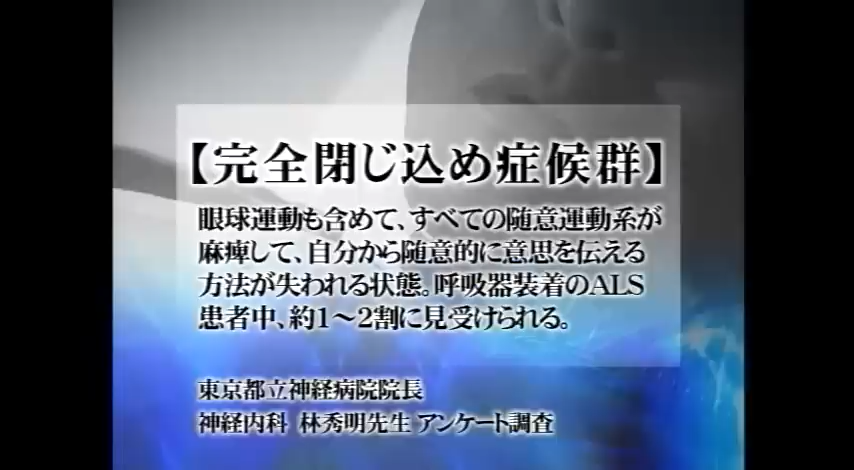 【完全閉じ込め症候群】
眼球運動も含めて、すべての随意運動系が
麻痺して、自分から随意的に意思を伝える
方法が失われる状態。呼吸器装着のALS
患者中、約1～2割に見受けられる。
東京都立神経病院院長
神経内科 林秀明先生 アンケート調査